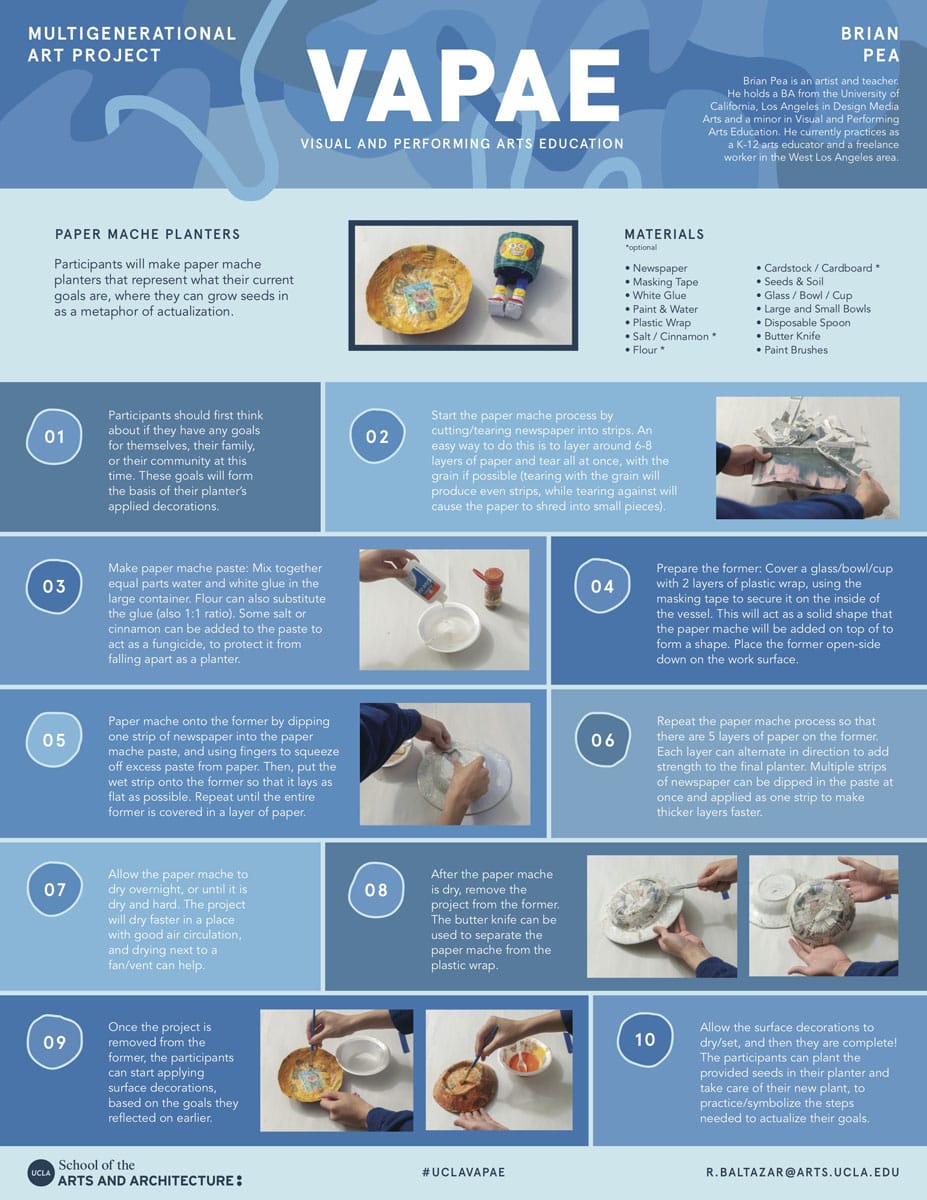 MULTIGENERATIONAL
ART PROJECT
VAPAE
VISUAL AND PERFORMING ARTS EDUCATION
BRIAN
PEA
Brian Pea is an artist and teacher.
He holds a BA from the University of
California, Los Angeles in Design Media
Arts and a minor in Visual and Performing
Arts Education. He currently practices as
a K-12 arts educator and a freelance
worker in the West Los Angeles area.
PAPER MACHE PLANTERS
Participants will make paper mache
planters that represent what their current
goals are, where they can grow seeds in
as a metaphor of actualization.
MATERIALS
*optional
• Newspaper
• Masking Tape
• White Glue
• Paint & Water
• Plastic Wrap
• Salt / Cinnamon *
• Flour *
• Cardstock / Cardboard *
• Seeds & Soil
• Glass / Bowl / Cup
• Large and Small Bowls
• Disposable Spoon
• Butter Knife
• Paint Brushes
01
Participants should first think
about if they have any goals
for themselves, their family,
or their community at this
time. These goals will form
the basis of their planter's
applied decorations.
02
Start the paper mache process by
cutting/tearing newspaper into strips. An
easy way to do this is to layer around 6-8
layers of paper and tear all at once, with the
grain if possible (tearing with the grain will
produce even strips, while tearing against will
cause the paper to shred into small pieces).
03
Make paper mache paste: Mix together
equal parts water and white glue in the
large container. Flour can also substitute
the glue (also 1:1 ratio). Some salt or
cinnamon can be added to the paste to
act as a fungicide, to protect it from
falling apart as a planter.
04
Prepare the former: Cover a glass/bowl/cup
with 2 layers of plastic wrap, using the
masking tape to secure it on the inside of
the vessel. This will act as a solid shape that
the paper mache will be added on top of to
form a shape. Place the former open-side
down on the work surface.
05
Paper mache onto the former by dipping
one strip of newspaper into the paper
mache paste, and using fingers to squeeze
off excess paste from paper. Then, put the
wet strip onto the former so that it lays as
flat as possible. Repeat until the entire
former is covered in a layer of paper.
06
Repeat the paper mache process so that
there are 5 layers of paper on the former.
Each layer can alternate in direction to add
strength to the final planter. Multiple strips
of newspaper can be dipped in the paste at
once and applied as one strip to make
thicker layers faster.
07
Allow the paper mache to
dry overnight, or until it is
dry and hard. The project
will dry faster in a place
with good air circulation,
and drying next to a
fan/vent can help.
08
After the paper mache
is dry, remove the
project from the former.
The butter knife can be
used to separate the
paper mache from the
plastic wrap.
09
Once the project is
removed from the
former, the participants
can start applying
surface decorations,
based on the goals they
reflected on earlier.
10
Allow the surface decorations to
dry/set, and then they are complete!
The participants can plant the
provided seeds in their planter and
take care of their new plant, to
practice/symbolize the steps
needed to actualize their goals.
UCLA
School of the
ARTS AND ARCHITECTURE:
#UCLAVAPAE
R.BALTAZAR@ARTS.UCLA.EDU